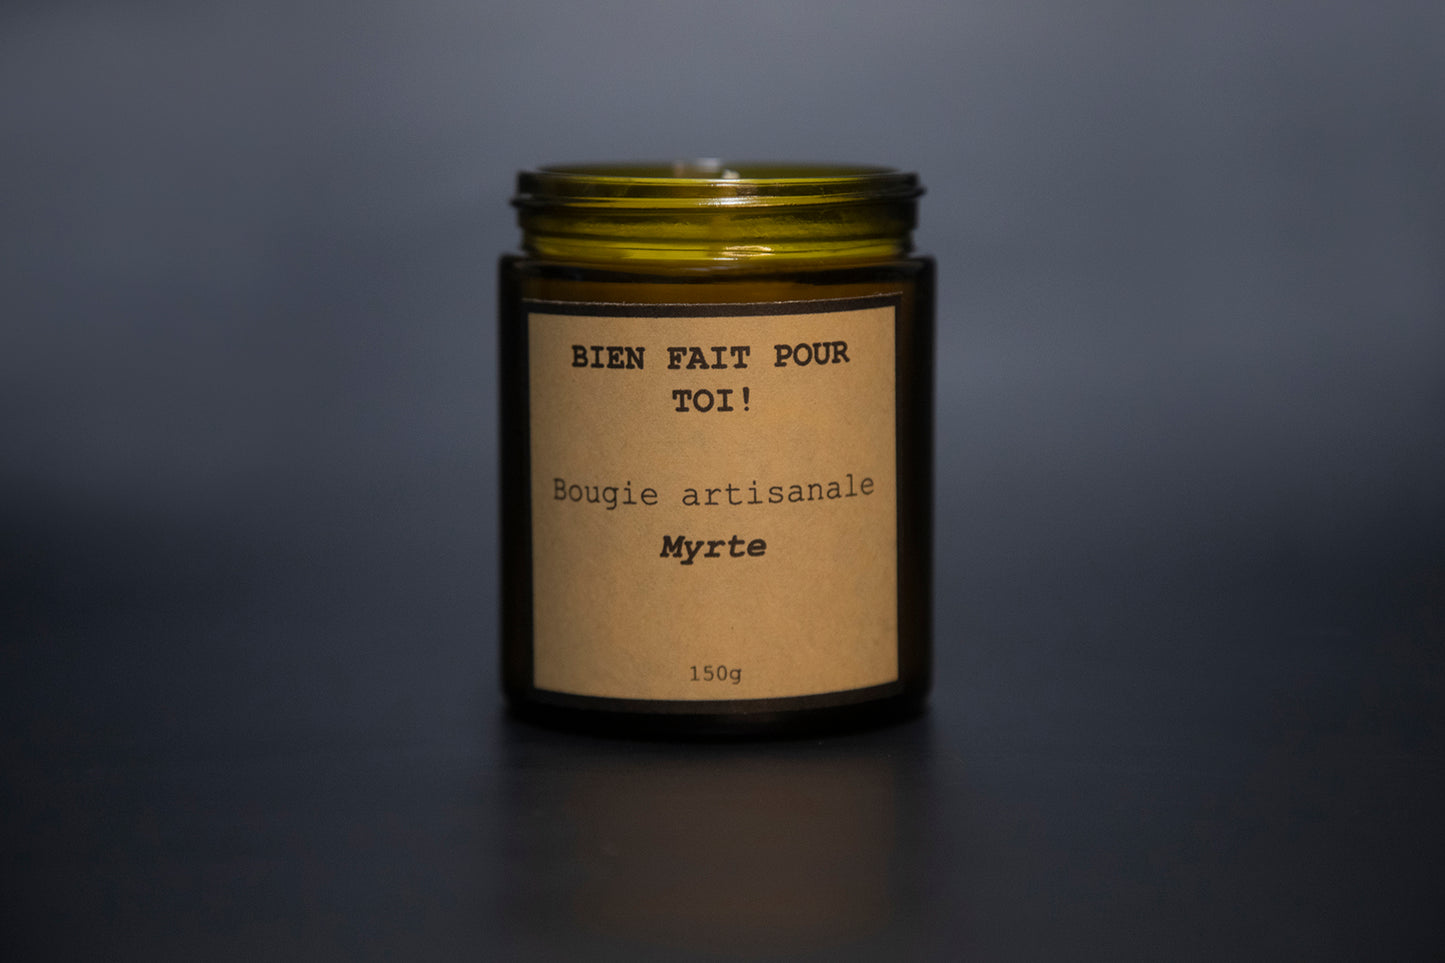 BIEN FAIT POUR
TOI!
Bougie artisanale
Myrte
150g